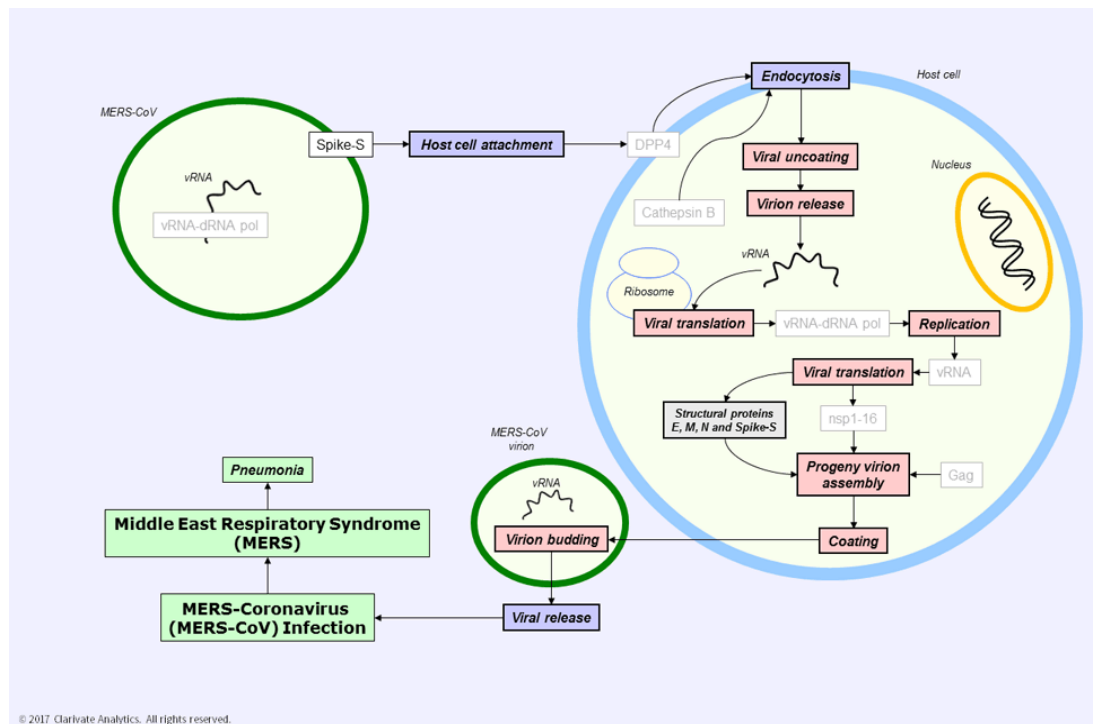 Endocytosis
Host cell
MERS-CoV
Spike-S
Host cell attachment
DPP4
Viral uncoating
Nucleus
vRNA
Cathepsin B
Virion release
vRNA-dRNA pol
vRNA
Ribosome
Viral translation
vRNA-dRNA pol
Replication
Viral translation
vRNA
Structural proteins
E, M, N and Spike-S
nsp1-16
MERS-CoV
virion
Pneumonia
Progeny virion
assembly
Gag
vRNA
Middle East Respiratory Syndrome
(MERS)
Virion budding
Coating
MERS-Coronavirus
(MERS-CoV) Infection
Viral release
© 2017 Clarivate Analytics. All rights reserved.